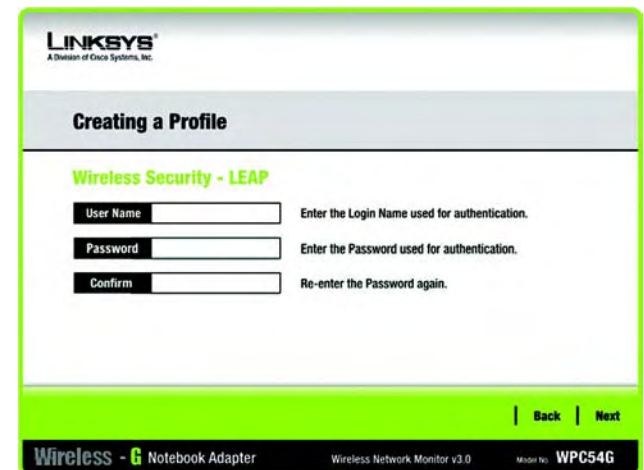 LINKSYS®
A Division of Cisco Systems, Inc.
Creating a Profile
Wireless Security - LEAP
User Name Enter the Login Name used for authentication.
Password Enter the Password used for authentication.
Confirm Re-enter the Password again.
Back Next
Wireless - G Notebook Adapter Wireless Network Monitor v3.0 Model No. WPC54G